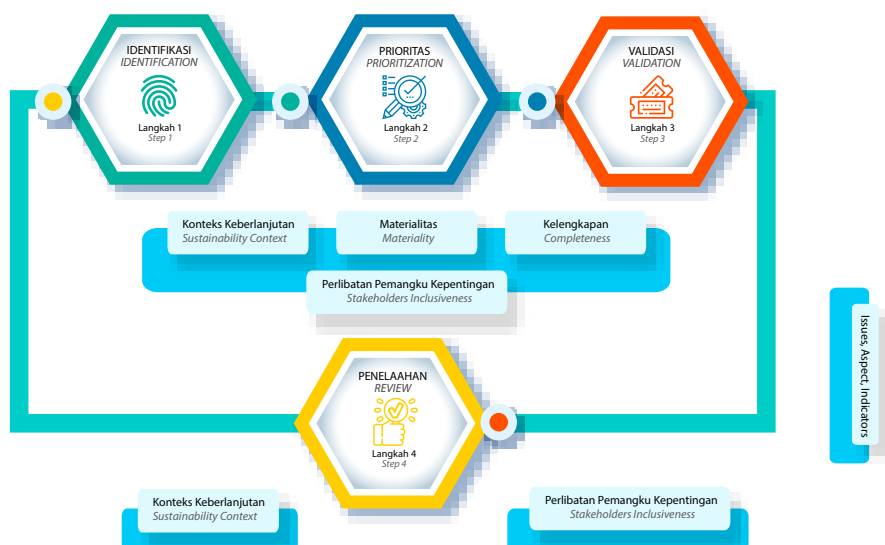 IDENTIFIKASI
IDENTIFICATION
Langkah 1
Step 1
PRIORITAS
PRIORITIZATION
Langkah 2
Step 2
VALIDASI
VALIDATION
Langkah 3
Step 3
Konteks Keberlanjutan
Sustainability Context
Materialitas
Materiality
Kelengkapan
Completeness
Perlibatan Pemangku Kepentingan
Stakeholders Inclusiveness
Issues, Aspect, Indicators
PENELAAHAN
REVIEW
Langkah 4
Step 4
Konteks Keberlanjutan
Sustainability Context
Perlibatan Pemangku Kepentingan
Stakeholders Inclusiveness